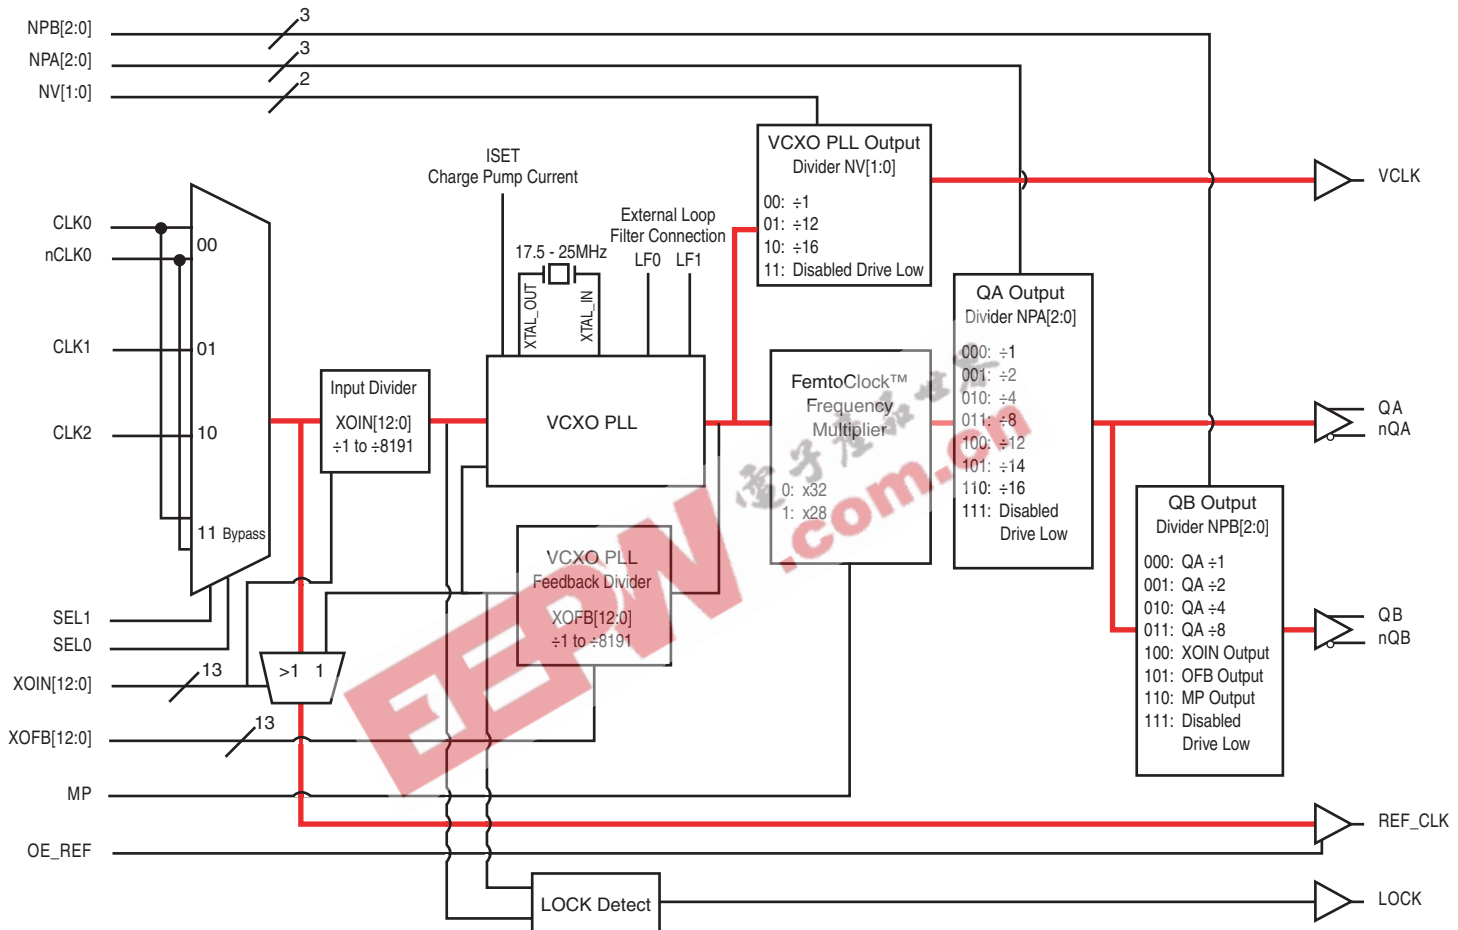 NPB[2:0]
3
NPA[2:0]
3
NV[1:0]
2
VCXO PLL Output
Divider NV[1:0]
00: ÷1
01: ÷12
10: ÷16
11: Disabled Drive Low
VCLK
ISET
Charge Pump Current
External Loop
Filter Connection
LF0 LF1
17.5 - 25MHz
XTAL_OUT
XTAL_IN
CLK0
nCLK0
CLK1
CLK2
00
01
10
11 Bypass
SEL1
SEL0
Input Divider
XOIN[12:0]
÷1 to ÷8191
VCXO PLL
VCXO PLL
Feedback Divider
XOFB[12:0]
÷1 to ÷8191
FemtoClock™
Frequency
Multiplier
0: x32
1: x28
QA Output
Divider NPA[2:0]
000: ÷1
001: ÷2
010: ÷4
011: ÷8
100: ÷12
101: ÷14
110: ÷16
111: Disabled
Drive Low
QA
nQA
QB Output
Divider NPB[2:0]
000: QA ÷1
001: QA ÷2
010: QA ÷4
011: QA ÷8
100: XOIN Output
101: OFB Output
110: MP Output
111: Disabled
Drive Low
QB
nQB
>1 1
XOIN[12:0]
13
XOFB[12:0]
13
MP
REF_CLK
OE_REF
LOCK Detect
LOCK
EEPW
.com.cn
電子產品世界